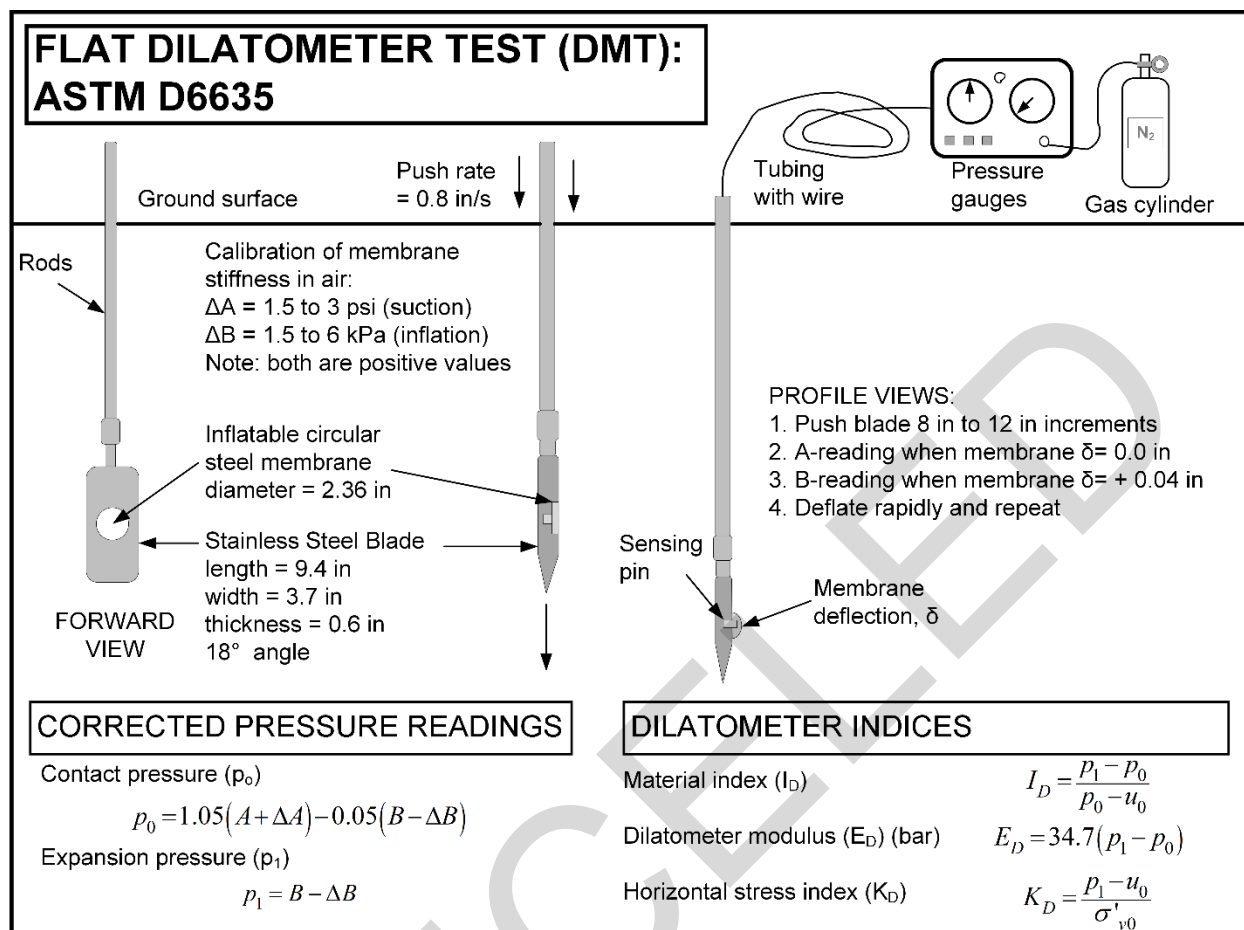 FLAT DILATOMETER TEST (DMT):
ASTM D6635
N₂
Push rate
= 0.8 in/s
Ground surface
Tubing
with wire
Pressure
gauges
Gas cylinder
Rods
Calibration of membrane
stiffness in air:
ΔA = 1.5 to 3 psi (suction)
ΔB = 1.5 to 6 kPa (inflation)
Note: both are positive values
Inflatable circular
steel membrane
diameter = 2.36 in
Stainless Steel Blade
length = 9.4 in
width = 3.7 in
thickness = 0.6 in
18° angle
FORWARD
VIEW
PROFILE VIEWS:
1. Push blade 8 in to 12 in increments
2. A-reading when membrane δ= 0.0 in
3. B-reading when membrane δ= + 0.04 in
4. Deflate rapidly and repeat
Sensing
pin
Membrane
deflection, δ
CORRECTED PRESSURE READINGS
Contact pressure (pₒ)
p₀ = 1.05(A + ΔA) − 0.05(B − ΔB)
Expansion pressure (p₁)
p₁ = B − ΔB
DILATOMETER INDICES
Material index (I_D) I_D = (p₁ − p₀)/(p₀ − u₀)
Dilatometer modulus (E_D) (bar) E_D = 34.7(p₁ − p₀)
Horizontal stress index (K_D) K_D = (p₁ − u₀)/σ'ᵥ₀